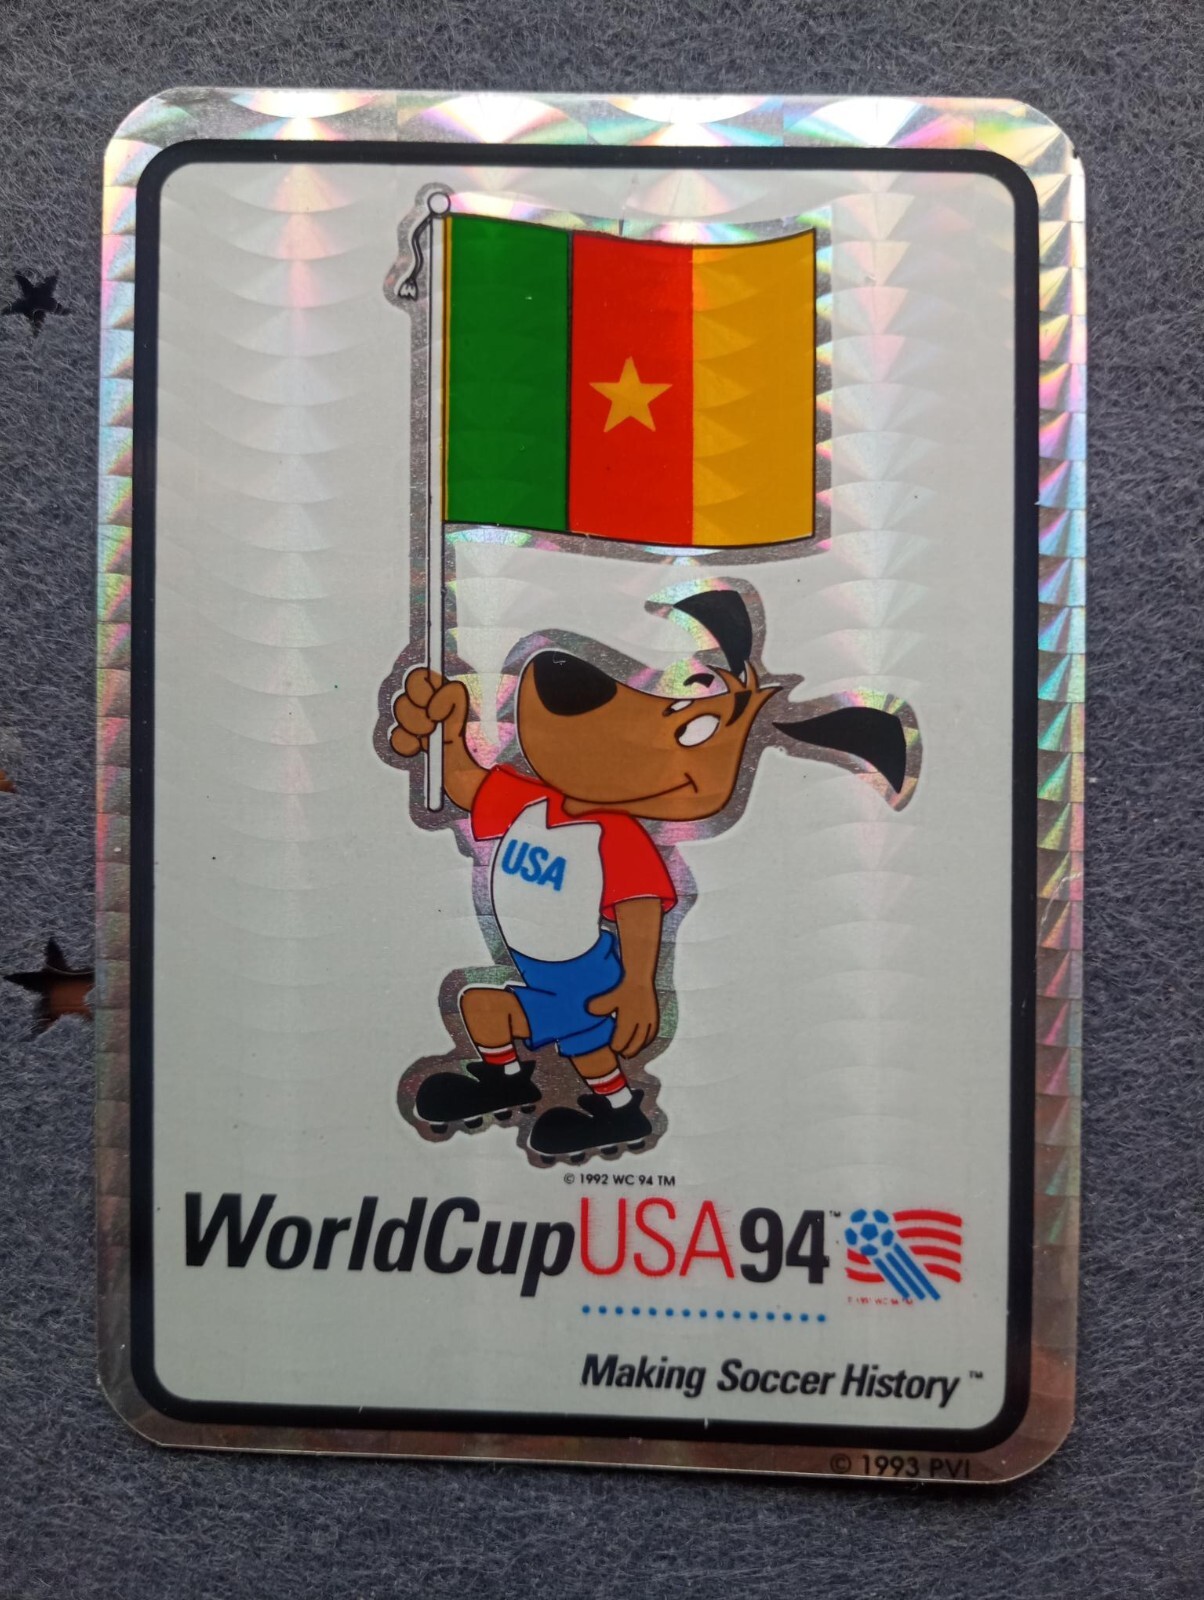 USA
© 1992 WC 94 TM
WorldCupUSA94™
Making Soccer History™
© 1993 PVI